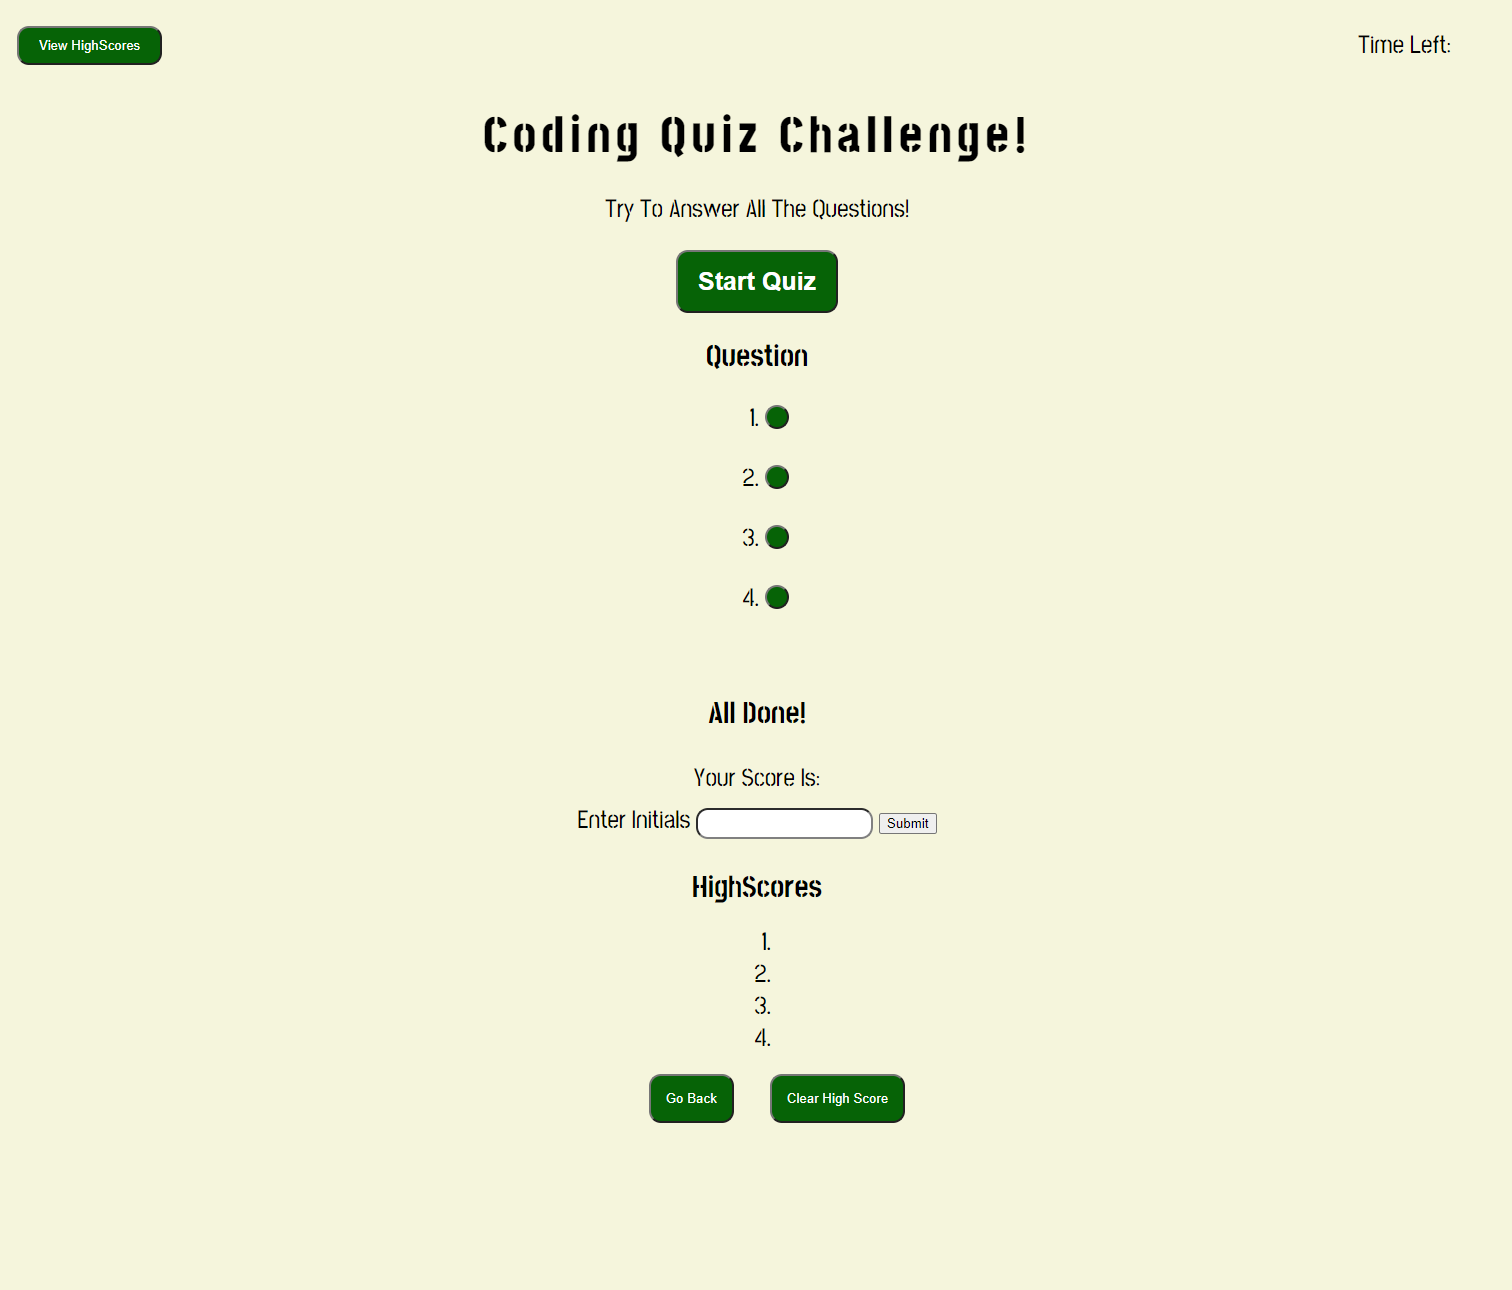 View HighScores
Time Left:
Coding Quiz Challenge!
Try To Answer All The Questions!
Start Quiz
Question
1.
2.
3.
4.
All Done!
Your Score Is:
Enter Initials Submit
HighScores
1.
2.
3.
4.
Go Back Clear High Score